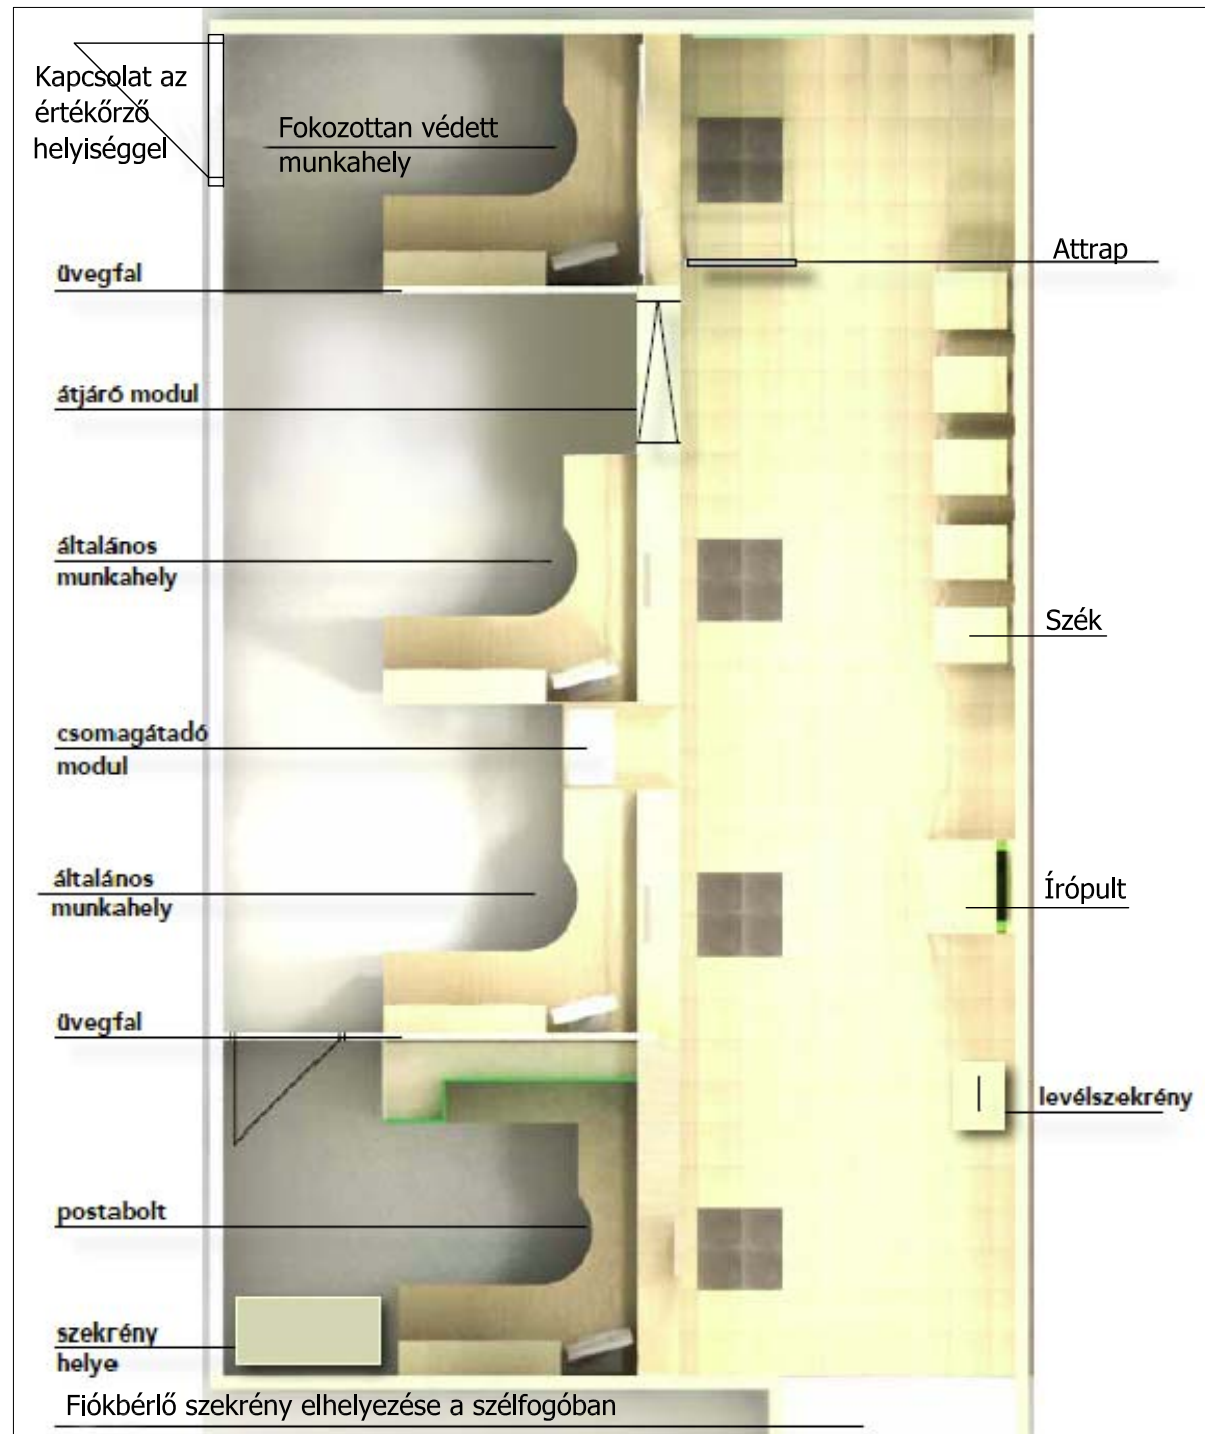 Kapcsolat az
értékőrző
helyiséggel
Fokozottan védett
munkahely
üvegfal
Attrap
átjáró modul
általános
munkahely
Szék
csomagátadó
modul
általános
munkahely
Írópult
üvegfal
levélszekrény
postabolt
szekrény
helye
Fiókbérlő szekrény elhelyezése a szélfogóban